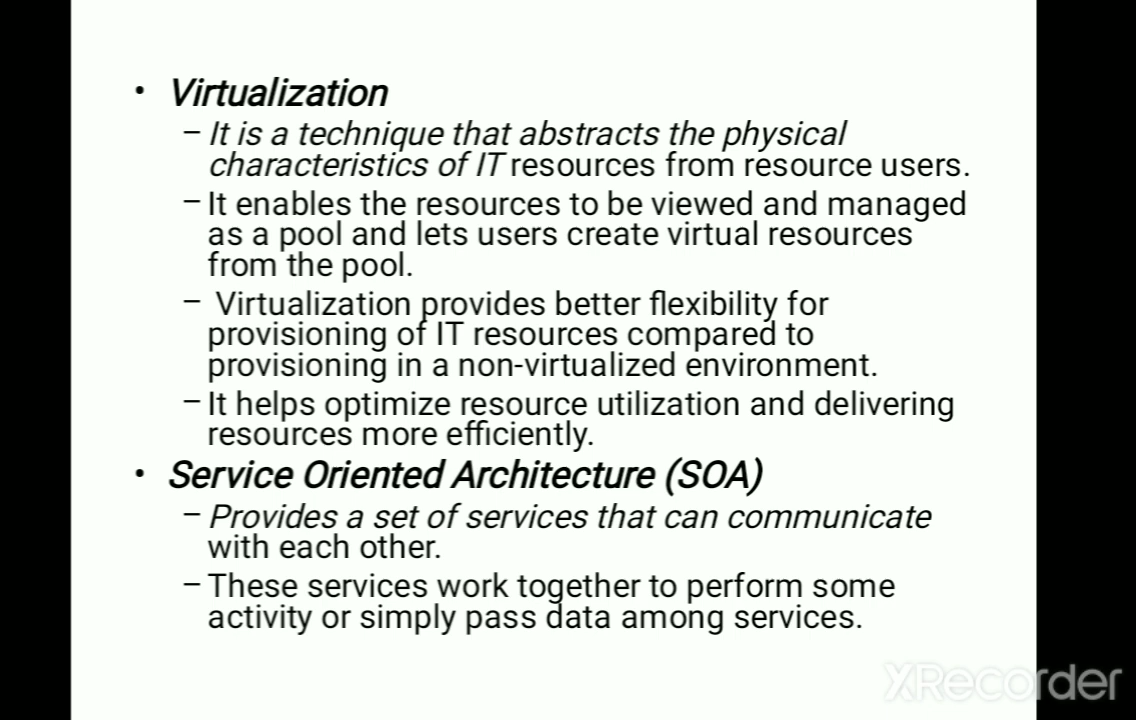 • Virtualization
– It is a technique that abstracts the physical
characteristics of IT resources from resource users.
– It enables the resources to be viewed and managed
as a pool and lets users create virtual resources
from the pool.
– Virtualization provides better flexibility for
provisioning of IT resources compared to
provisioning in a non-virtualized environment.
– It helps optimize resource utilization and delivering
resources more efficiently.
• Service Oriented Architecture (SOA)
– Provides a set of services that can communicate
with each other.
– These services work together to perform some
activity or simply pass data among services.
XRecorder